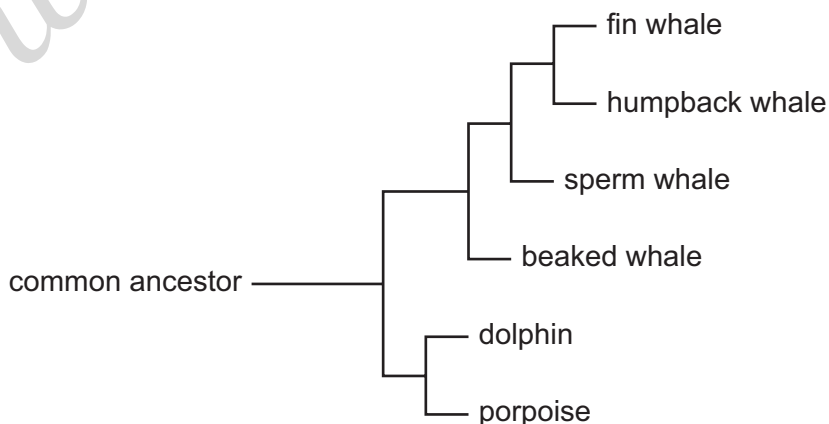 fin whale
humpback whale
sperm whale
beaked whale
common ancestor
dolphin
porpoise